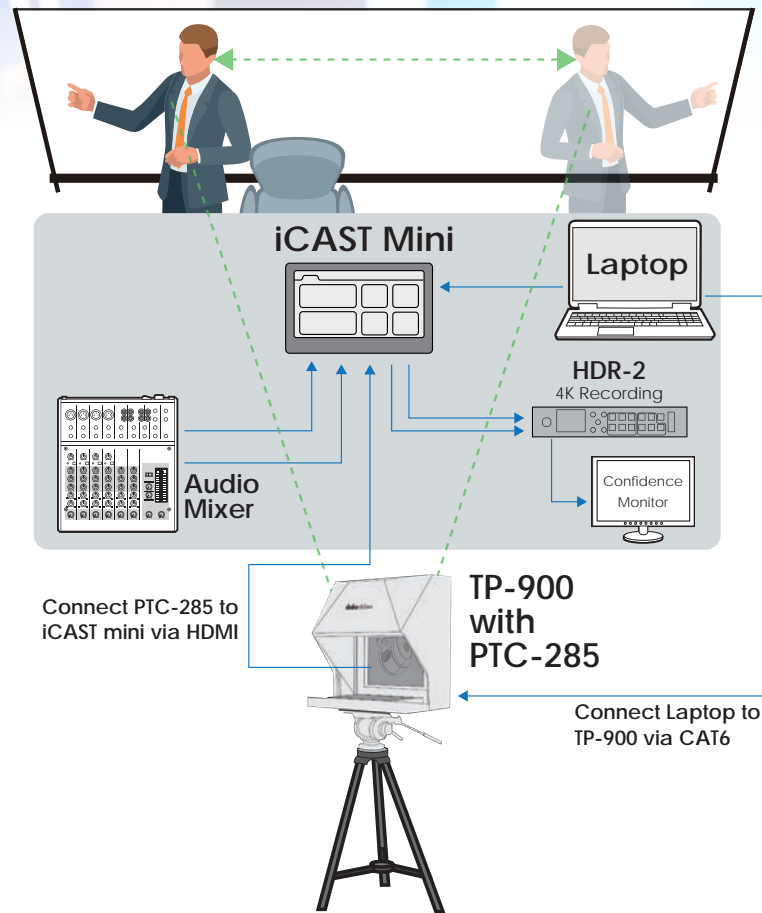 iCAST Mini
Laptop
HDR-2
4K Recording
Audio
Mixer
Confidence
Monitor
Connect PTC-285 to
iCAST mini via HDMI
datavideo
TP-900
with
PTC-285
Connect Laptop to
TP-900 via CAT6